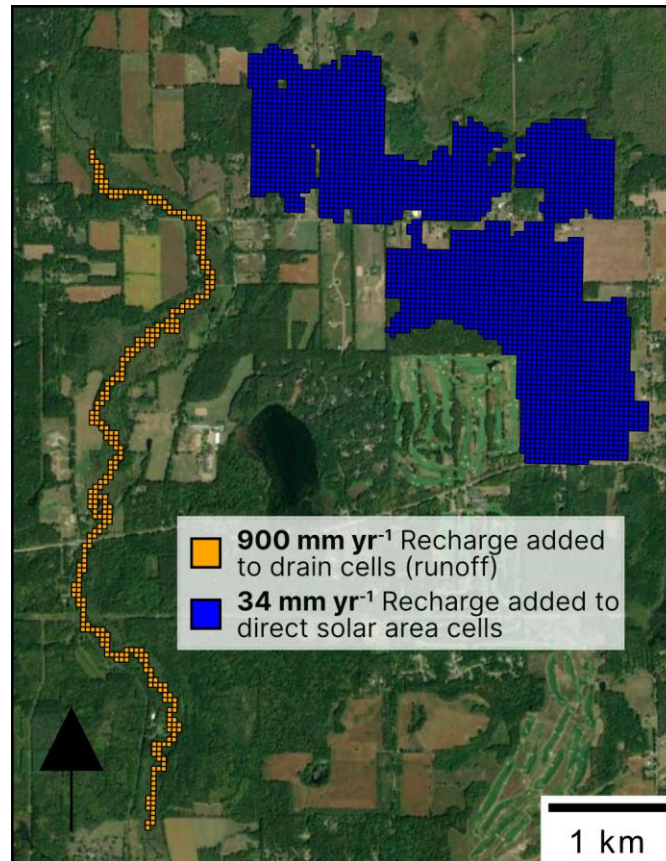 900 mm yr⁻¹ Recharge added
to drain cells (runoff)
34 mm yr⁻¹ Recharge added to
direct solar area cells
1 km